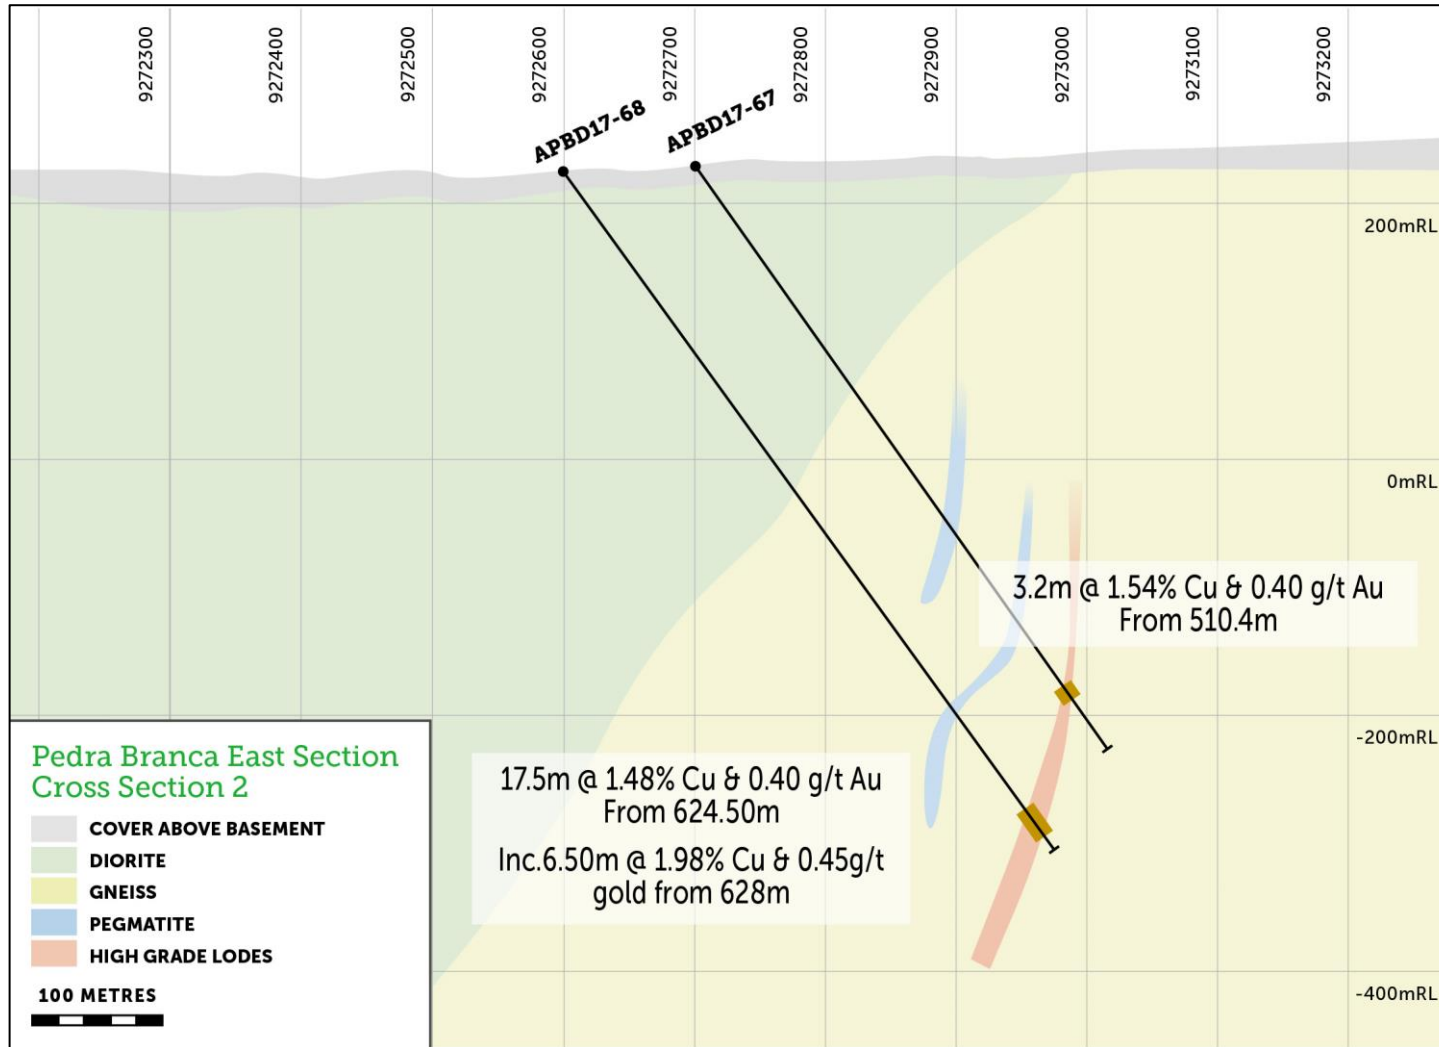 9272300
9272400
9272500
9272600
9272700
9272800
9272900
9273000
9273100
9273200
APBD17-68
APBD17-67
200mRL
0mRL
3.2m @ 1.54% Cu & 0.40 g/t Au
From 510.4m
-200mRL
17.5m @ 1.48% Cu & 0.40 g/t Au
From 624.50m
Inc.6.50m @ 1.98% Cu & 0.45g/t
gold from 628m
-400mRL
Pedra Branca East Section
Cross Section 2
COVER ABOVE BASEMENT
DIORITE
GNEISS
PEGMATITE
HIGH GRADE LODES
100 METRES